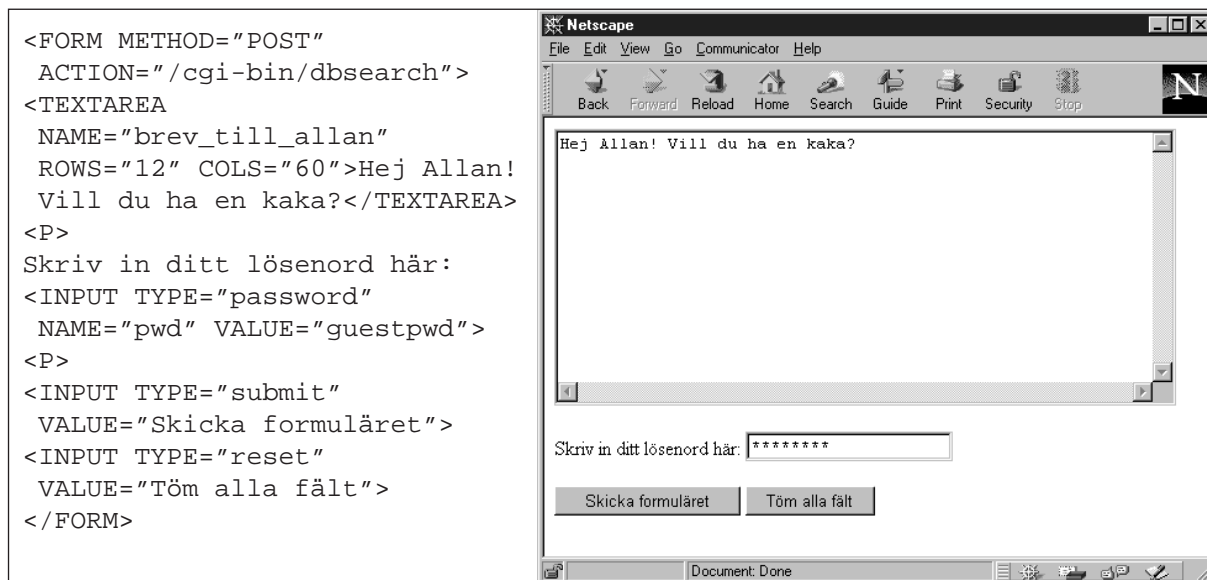 <FORM METHOD="POST"
ACTION="/cgi-bin/dbsearch">
<TEXTAREA
NAME="brev_till_allan"
ROWS="12" COLS="60">Hej Allan!
Vill du ha en kaka?</TEXTAREA>
<P>
Skriv in ditt lösenord här:
<INPUT TYPE="password"
NAME="pwd" VALUE="guestpwd">
<P>
<INPUT TYPE="submit"
VALUE="Skicka formuläret">
<INPUT TYPE="reset"
VALUE="Töm alla fält">
</FORM>
Netscape
File Edit View Go Communicator Help
Back Forward Reload Home Search Guide Print Security Stop
N
Hej Allan! Vill du ha en kaka?
Skriv in ditt lösenord här: ********
Skicka formuläret Töm alla fält
Document: Done